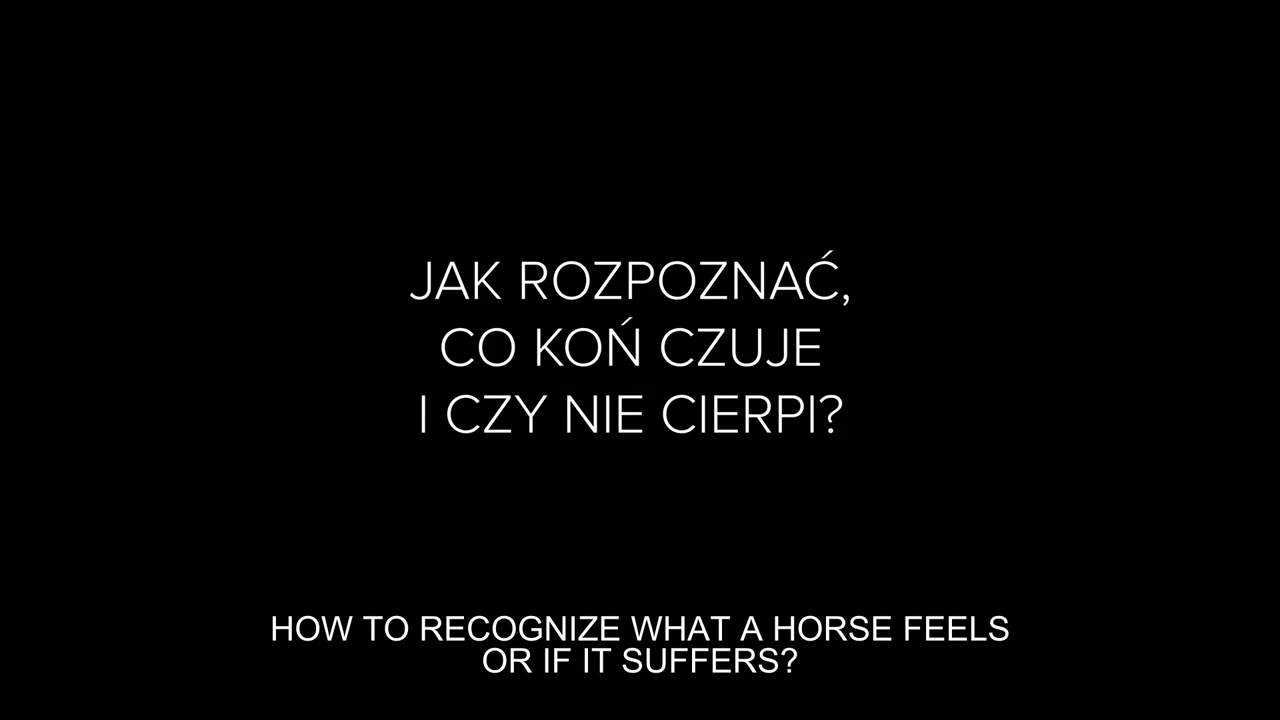 JAK ROZPOZNAĆ,
CO KOŃ CZUJE
I CZY NIE CIERPI?
HOW TO RECOGNIZE WHAT A HORSE FEELS
OR IF IT SUFFERS?